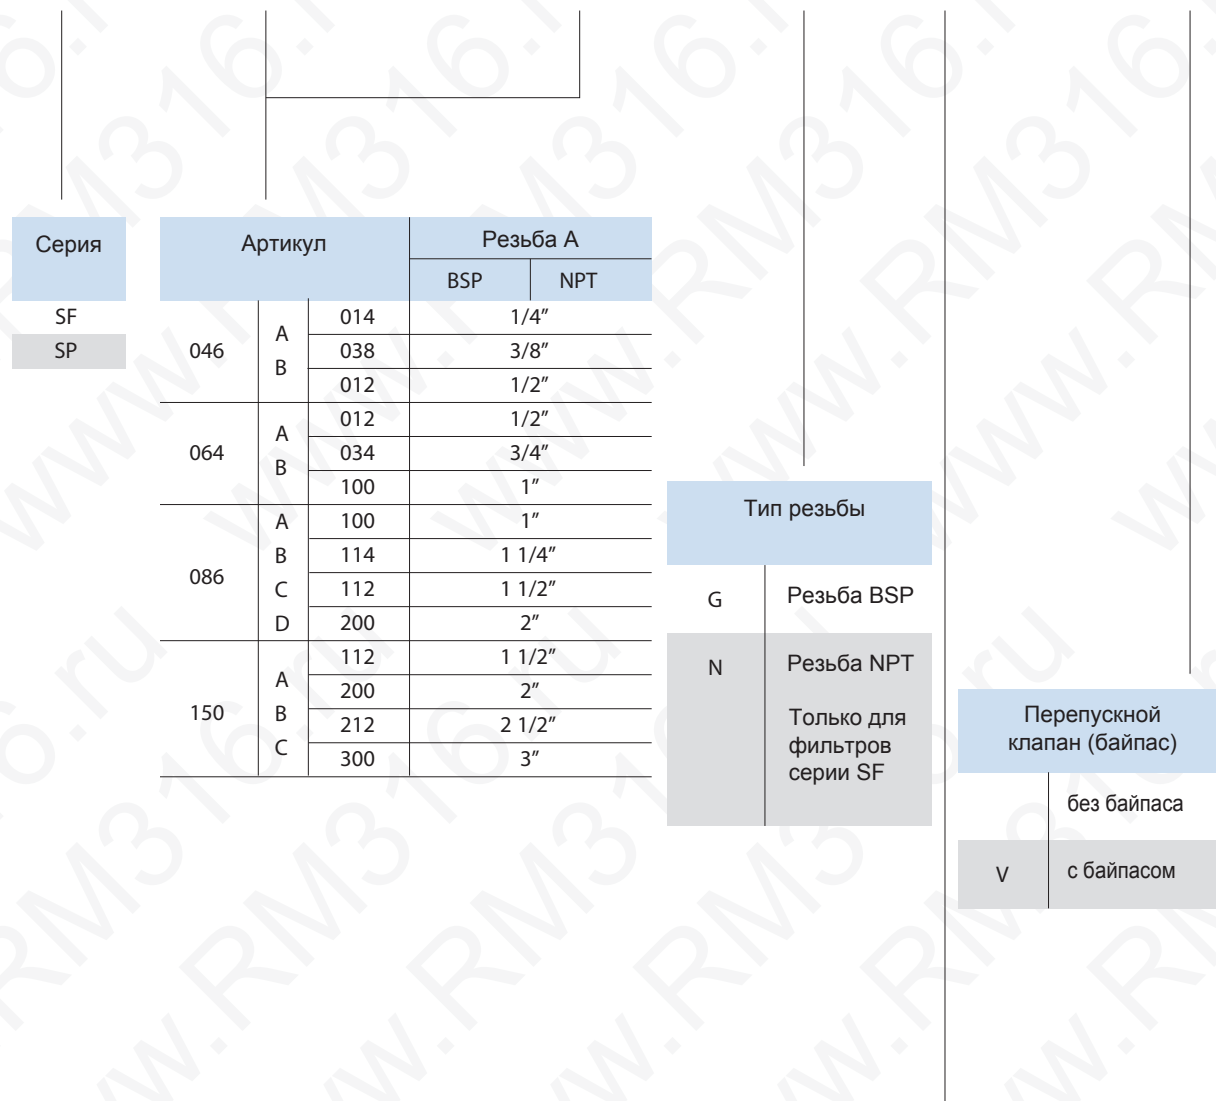 Серия
SF
SP
Артикул
Резьба А
BSP NPT
046
A
B
014 1/4”
038 3/8”
012 1/2”
064
A
B
012 1/2”
034 3/4”
100 1”
086
A
B
C
D
100 1”
114 1 1/4”
112 1 1/2”
200 2”
150
A
B
C
112 1 1/2”
200 2”
212 2 1/2”
300 3”
Тип резьбы
G Резьба BSP
N Резьба NPT
Только для
фильтров
серии SF
Перепускной
клапан (байпас)
без байпаса
V с байпасом
www.RM316.ru